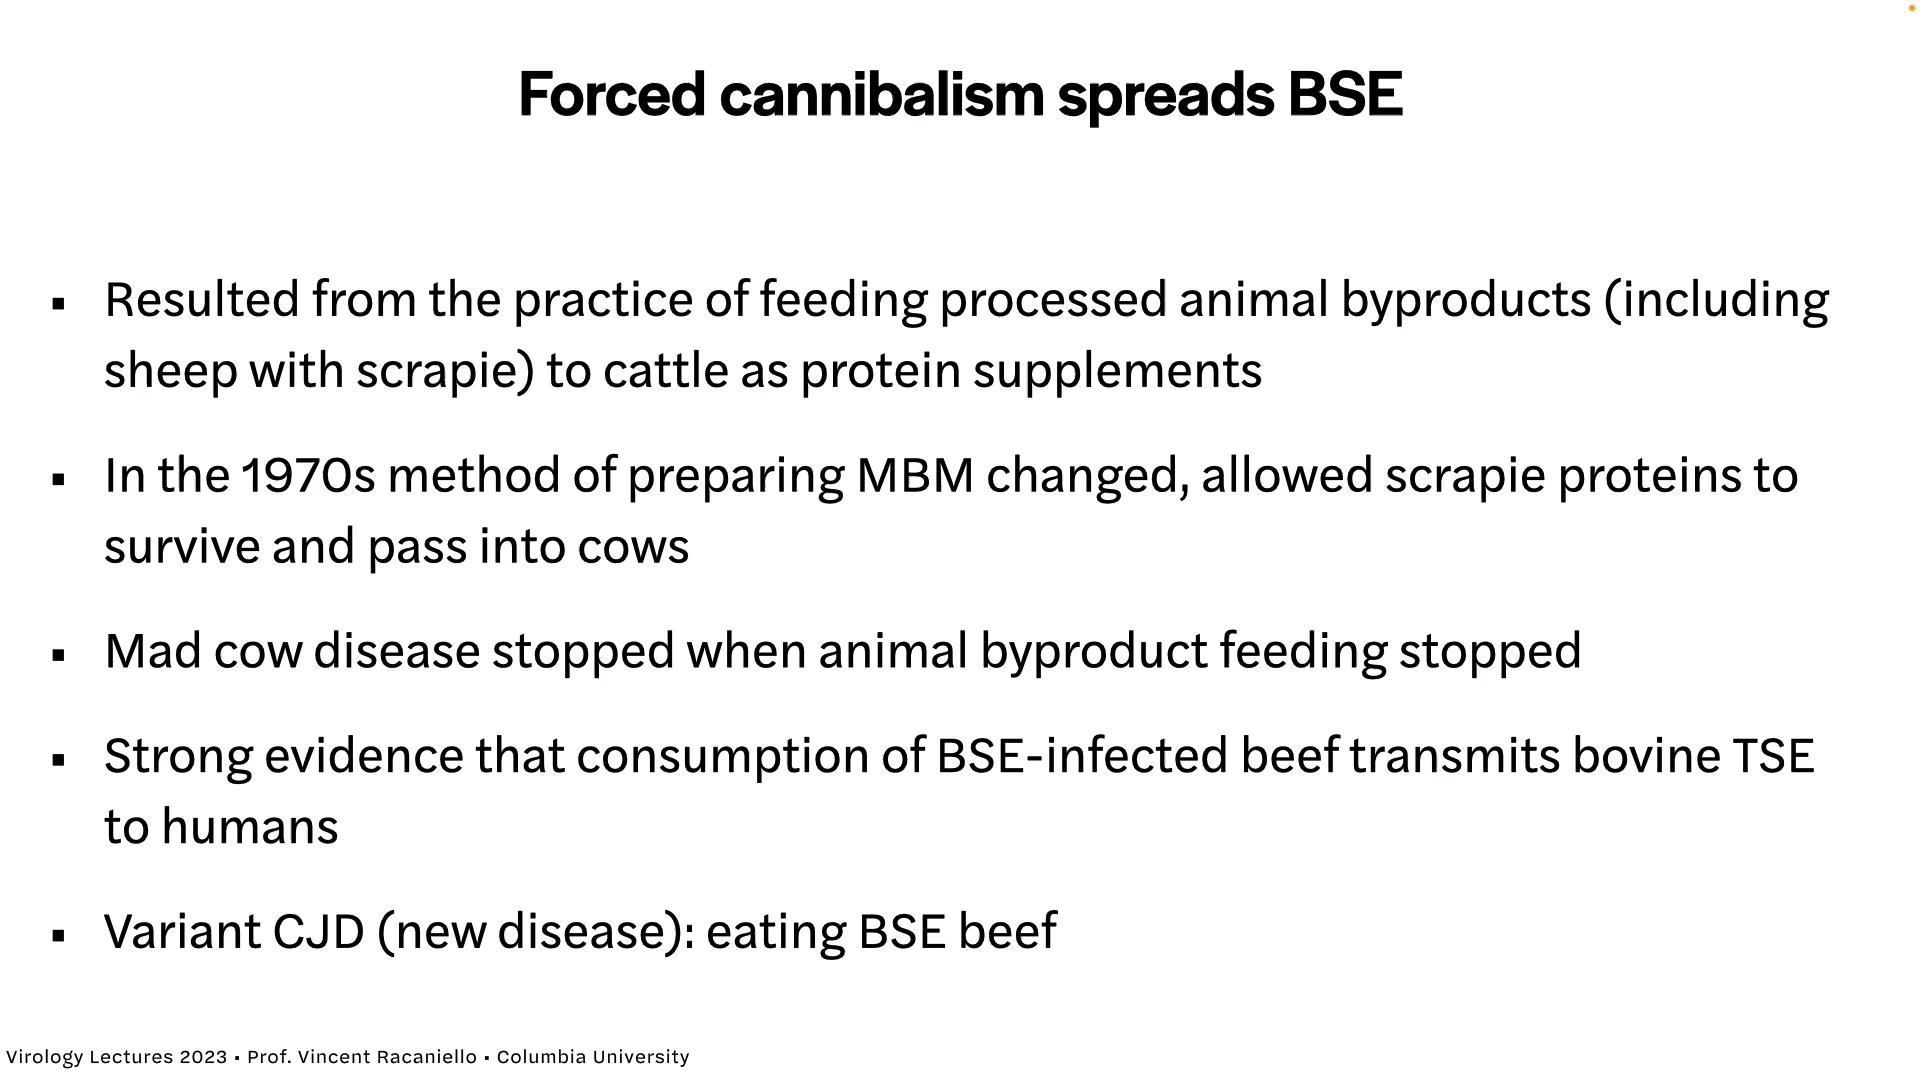 Forced cannibalism spreads BSE
▪ Resulted from the practice of feeding processed animal byproducts (including
sheep with scrapie) to cattle as protein supplements
▪ In the 1970s method of preparing MBM changed, allowed scrapie proteins to
survive and pass into cows
▪ Mad cow disease stopped when animal byproduct feeding stopped
▪ Strong evidence that consumption of BSE-infected beef transmits bovine TSE
to humans
▪ Variant CJD (new disease): eating BSE beef
Virology Lectures 2023 ▪ Prof. Vincent Racaniello ▪ Columbia University